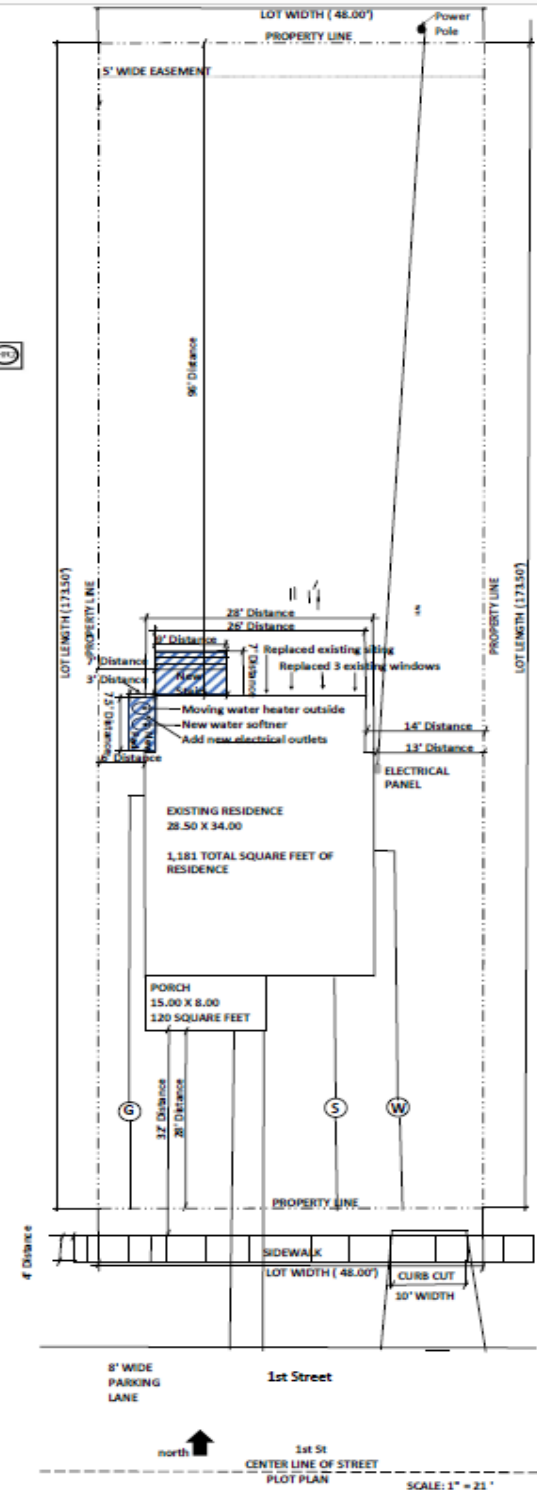 LOT WIDTH ( 48.00')
Power
Pole
PROPERTY LINE
5' WIDE EASEMENT
96' Distance
LOT LENGTH (173.50')
PROPERTY LINE
PROPERTY LINE
LOT LENGTH (173.50')
28' Distance
26' Distance
9' Distance
7' Distance
Replaced existing siting
7' Distance
Replaced 3 existing windows
New
3' Distance
7.5' Distance
Moving water heater outside
New water softner
Add new electrical outlets
6' Distance
14' Distance
13' Distance
ELECTRICAL
PANEL
EXISTING RESIDENCE
28.50 X 34.00
1,181 TOTAL SQUARE FEET OF
RESIDENCE
PORCH
15.00 X 8.00
120 SQUARE FEET
32' Distance
28' Distance
G
S
W
PROPERTY LINE
4' Distance
SIDEWALK
LOT WIDTH ( 48.00')
CURB CUT
10' WIDTH
8' WIDE
PARKING
LANE
1st Street
north
1st St
CENTER LINE OF STREET
PLOT PLAN
SCALE: 1" = 21 '